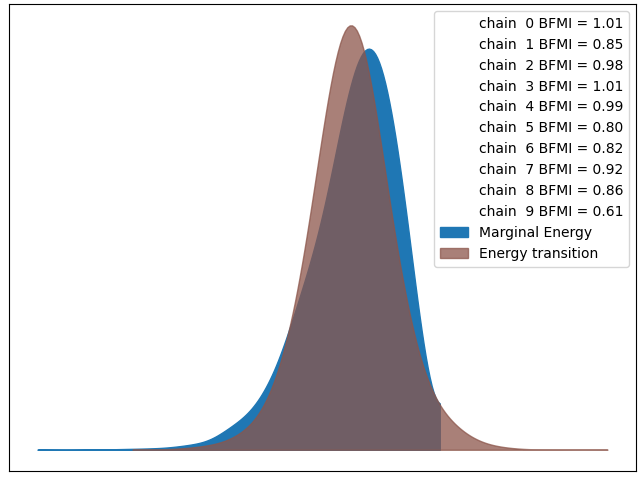 chain  0 BFMI = 1.01
chain  1 BFMI = 0.85
chain  2 BFMI = 0.98
chain  3 BFMI = 1.01
chain  4 BFMI = 0.99
chain  5 BFMI = 0.80
chain  6 BFMI = 0.82
chain  7 BFMI = 0.92
chain  8 BFMI = 0.86
chain  9 BFMI = 0.61
Marginal Energy
Energy transition